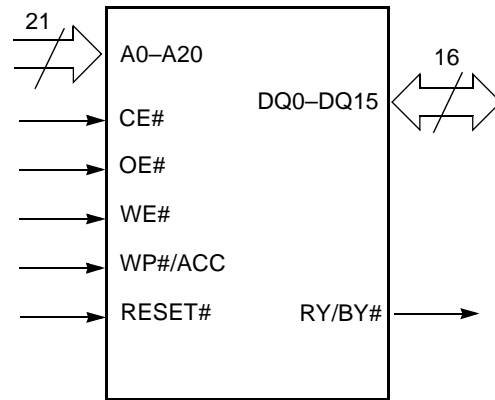 21
A0–A20
16
DQ0–DQ15
CE#
OE#
WE#
WP#/ACC
RESET#
RY/BY#